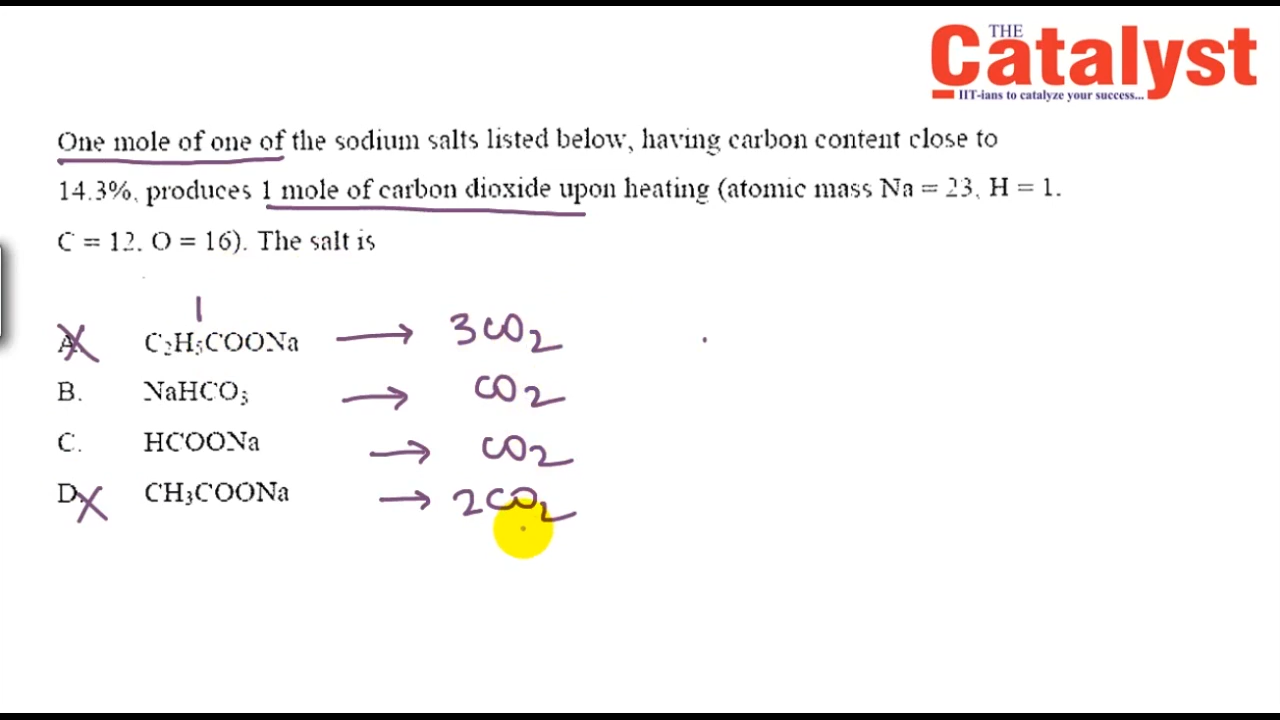 THE
Catalyst
IIT-ians to catalyze your success...
One mole of one of the sodium salts listed below, having carbon content close to
14.3%, produces 1 mole of carbon dioxide upon heating (atomic mass Na = 23, H = 1.
C = 12. O = 16). The salt is
A. C₂H₅COONa → 3CO₂
B. NaHCO₃ → CO₂
C. HCOONa → CO₂
D. CH₃COONa → 2CO₂